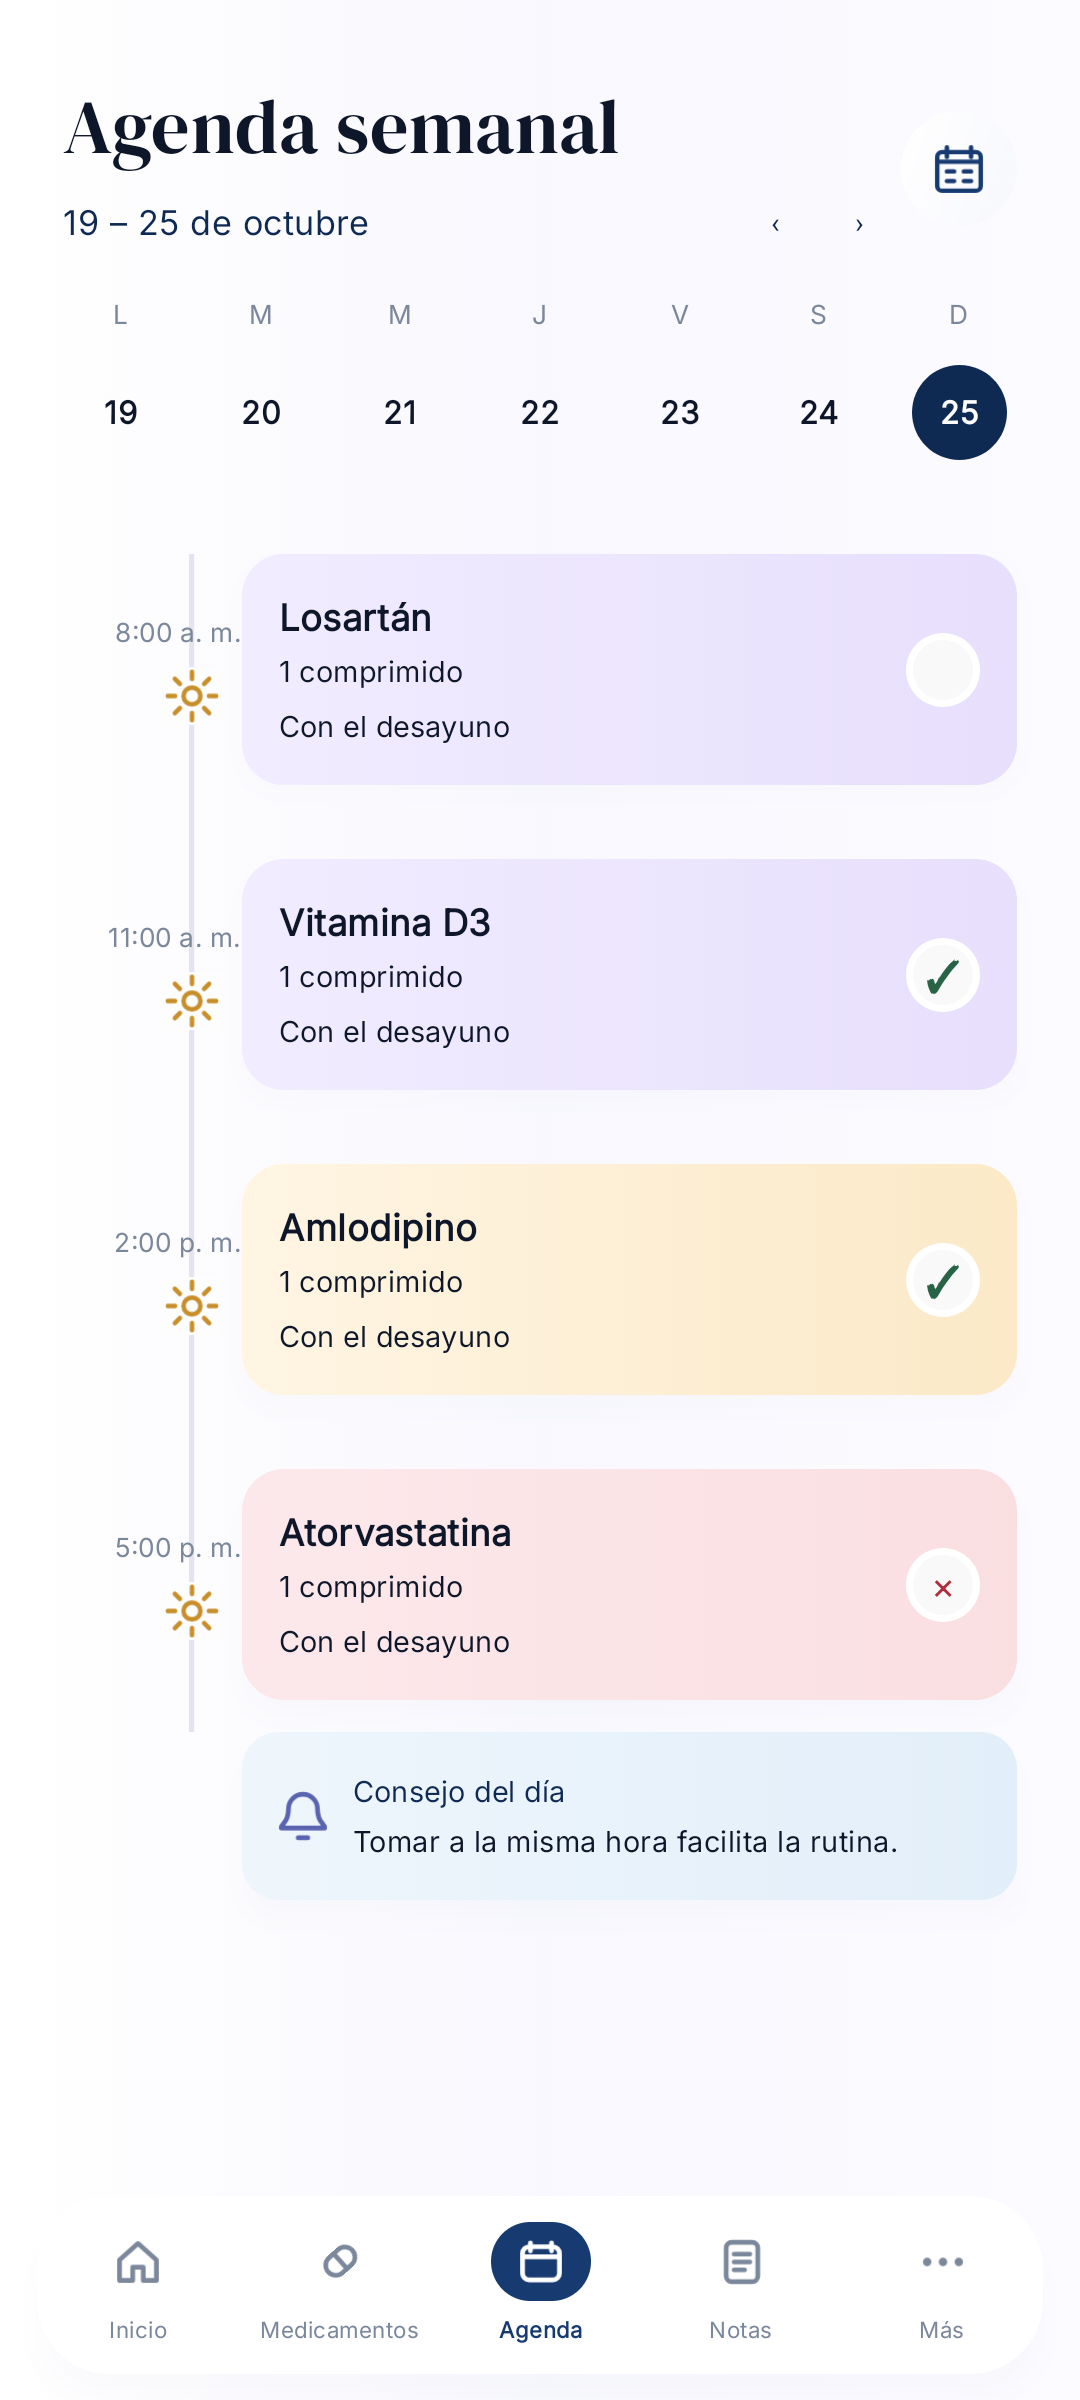 Agenda semanal
19 – 25 de octubre
‹ ›
L M M J V S D
19 20 21 22 23 24 25
8:00 a. m.
Losartán
1 comprimido
Con el desayuno
11:00 a. m.
Vitamina D3
1 comprimido
Con el desayuno
✓
2:00 p. m.
Amlodipino
1 comprimido
Con el desayuno
✓
5:00 p. m.
Atorvastatina
1 comprimido
Con el desayuno
×
Consejo del día
Tomar a la misma hora facilita la rutina.
Inicio Medicamentos Agenda Notas Más